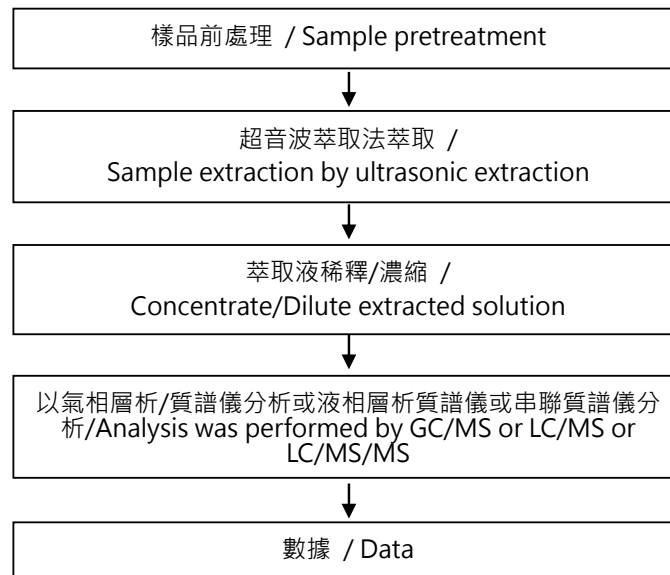 樣品前處理 / Sample pretreatment
超音波萃取法萃取 /
Sample extraction by ultrasonic extraction
萃取液稀釋/濃縮 /
Concentrate/Dilute extracted solution
以氣相層析/質譜儀分析或液相層析質譜儀或串聯質譜儀分
析/Analysis was performed by GC/MS or LC/MS or
LC/MS/MS
數據 / Data